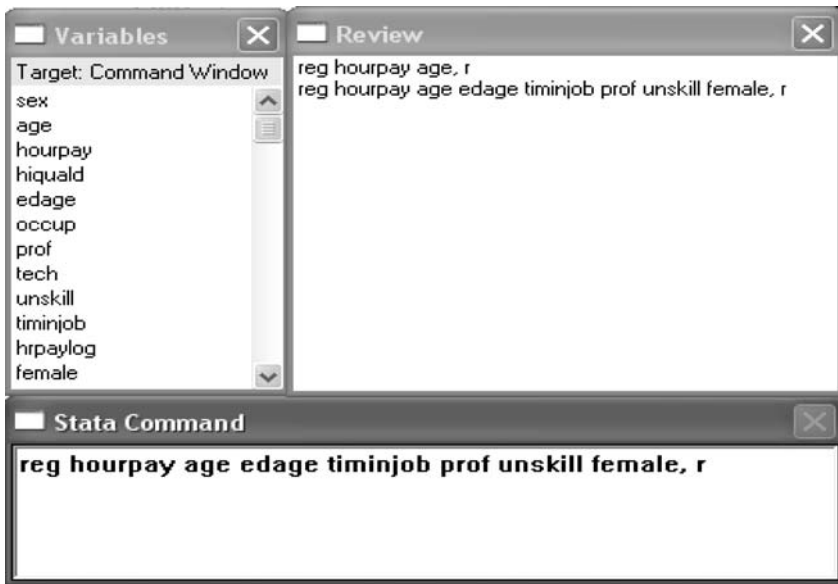 Variables
Target: Command Window
sex
age
hourpay
hiquald
edage
occup
prof
tech
unskill
timinjob
hrpaylog
female
Review
reg hourpay age, r
reg hourpay age edage timinjob prof unskill female, r
Stata Command
reg hourpay age edage timinjob prof unskill female, r